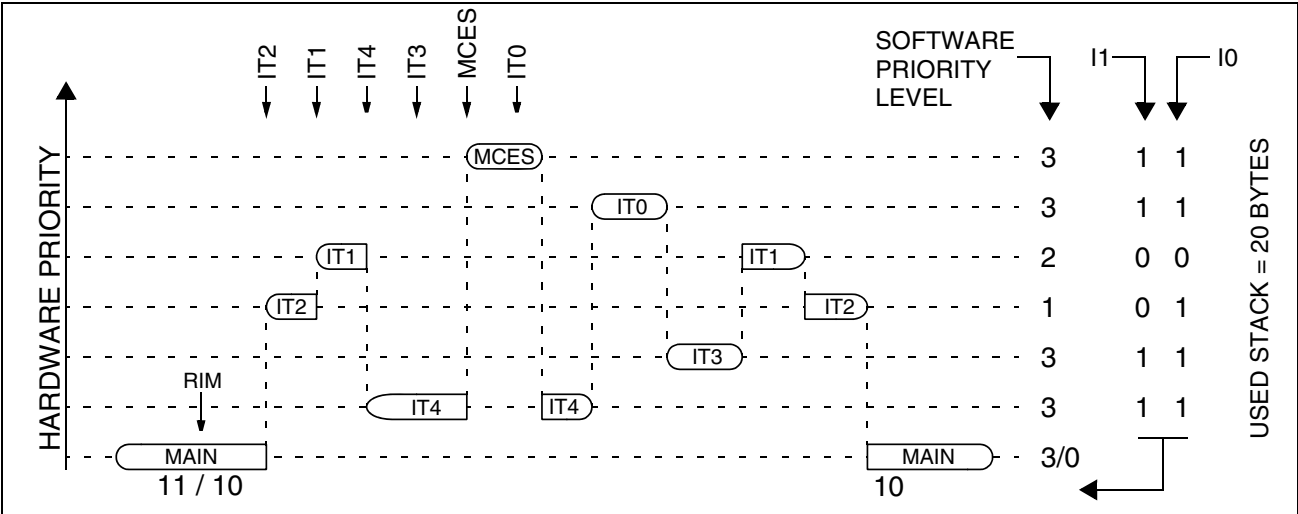 IT2
IT1
IT4
IT3
MCES
IT0
SOFTWARE
PRIORITY
LEVEL
I1
I0
HARDWARE PRIORITY
MCES
3
1 1
IT0
3
1 1
IT1
IT1
2
0 0
IT2
IT2
1
0 1
IT3
3
1 1
RIM
IT4
IT4
3
1 1
MAIN
MAIN
3/0
11 / 10
10
USED STACK = 20 BYTES